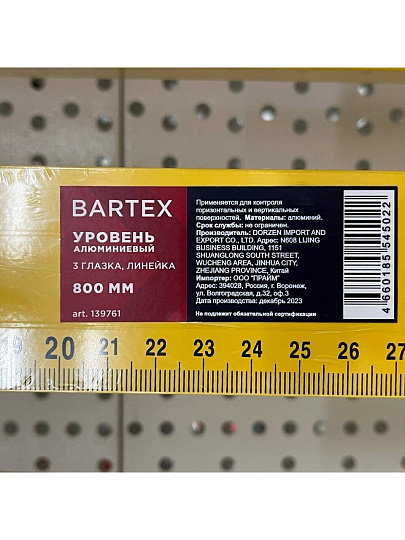 BARTEX
УРОВЕНЬ
АЛЮМИНИЕВЫЙ
3 ГЛАЗКА, ЛИНЕЙКА
800 ММ
art. 139761
Применяется для контроля
горизонтальных и вертикальных
поверхностей. Материалы: алюминий.
Срок службы: не ограничен.
Производитель: DORZEN IMPORT AND
EXPORT CO., LTD. Адрес: N608 LIJING
BUSINESS BUILDING, 1151
SHUANGLONG SOUTH STREET,
WUCHENG AREA, JINHUA CITY,
ZHEJIANG PROVINCE, Китай
Импортер: ООО "ПРАЙМ"
Адрес: 394028, Россия, г. Воронеж,
ул. Волгоградская, д.32, оф.3
Дата производства: декабрь 2023
Не подлежит обязательной сертификации
4 660185 545022
19 20 21 22 23 24 25 26 27